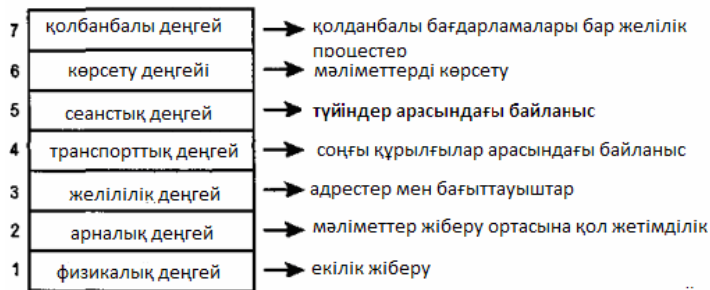 7 қолбанбалы деңгей қолданбалы бағдарламалары бар желілік
процестер
6 көрсету деңгейі мәліметтерді көрсету
5 сеанстық деңгей түйіндер арасындағы байланыс
4 транспорттық деңгей соңғы құрылғылар арасындағы байланыс
3 желілілік деңгей адрестер мен бағыттауыштар
2 арналық деңгей мәліметтер жіберу ортасына қол жетімділік
1 физикалық деңгей екілік жіберу